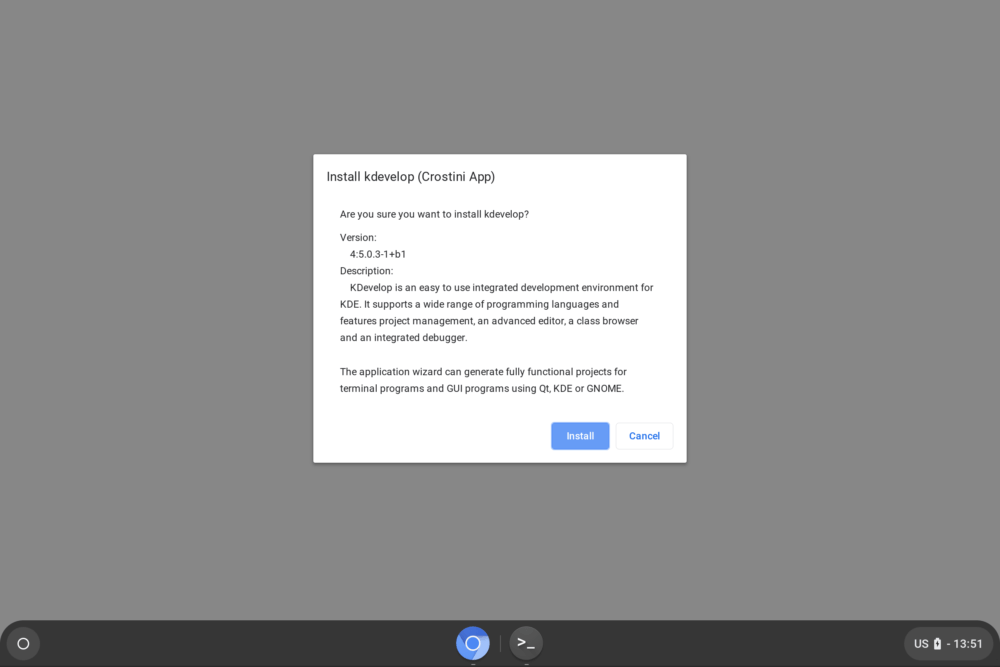 Install kdevelop (Crostini App)
Are you sure you want to install kdevelop?
Version:
4:5.0.3-1+b1
Description:
KDevelop is an easy to use integrated development environment for
KDE. It supports a wide range of programming languages and
features project management, an advanced editor, a class browser
and an integrated debugger.
The application wizard can generate fully functional projects for
terminal programs and GUI programs using Qt, KDE or GNOME.
Install Cancel
>_
US - 13:51